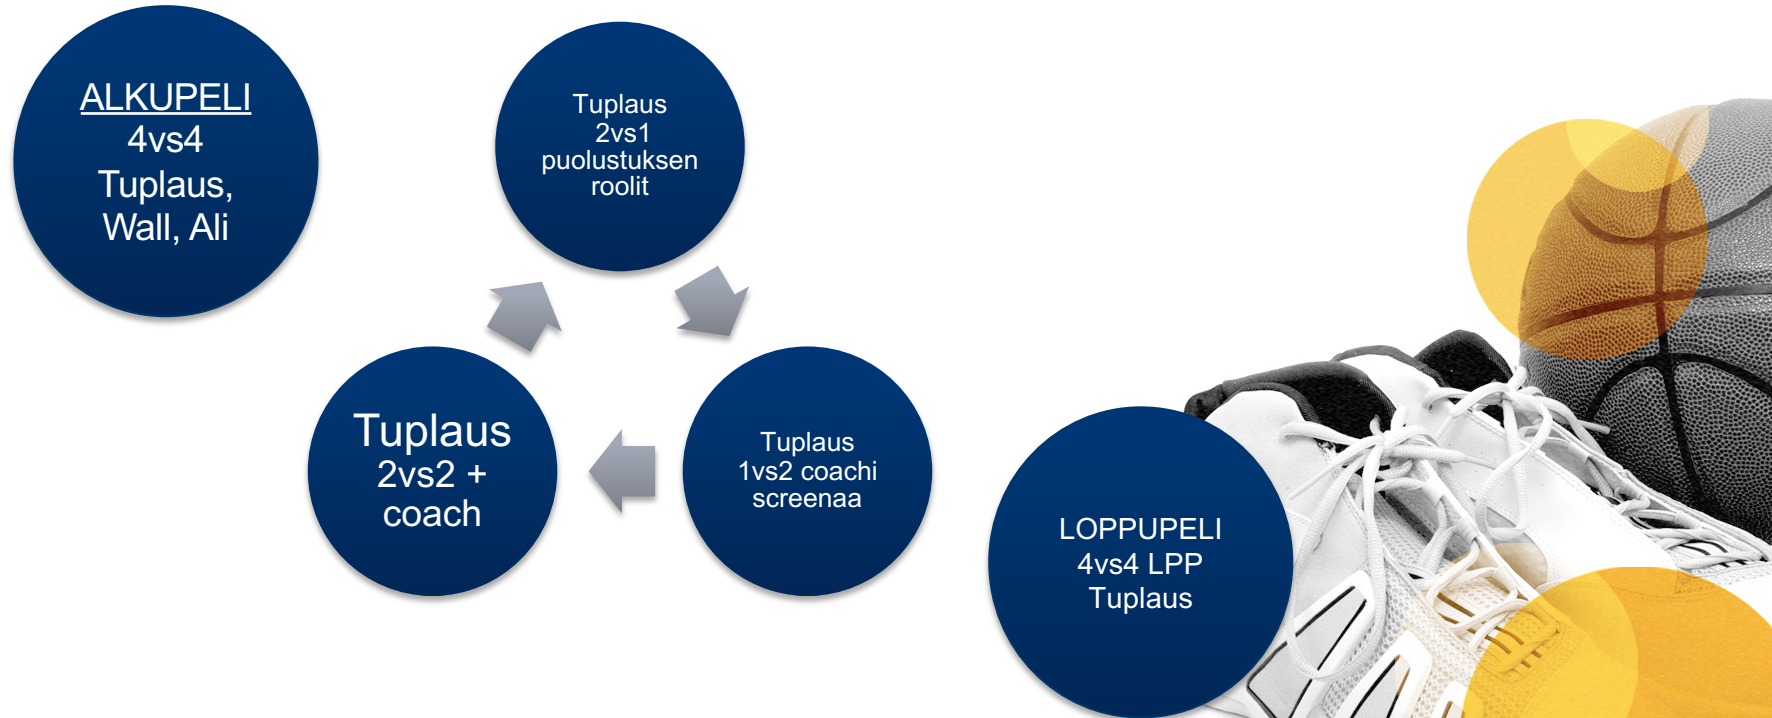 ALKUPELI
4vs4
Tuplaus,
Wall, Ali
Tuplaus
2vs1
puolustuksen
roolit
Tuplaus
1vs2 coachi
screenaa
Tuplaus
2vs2 +
coach
LOPPUPELI
4vs4 LPP
Tuplaus